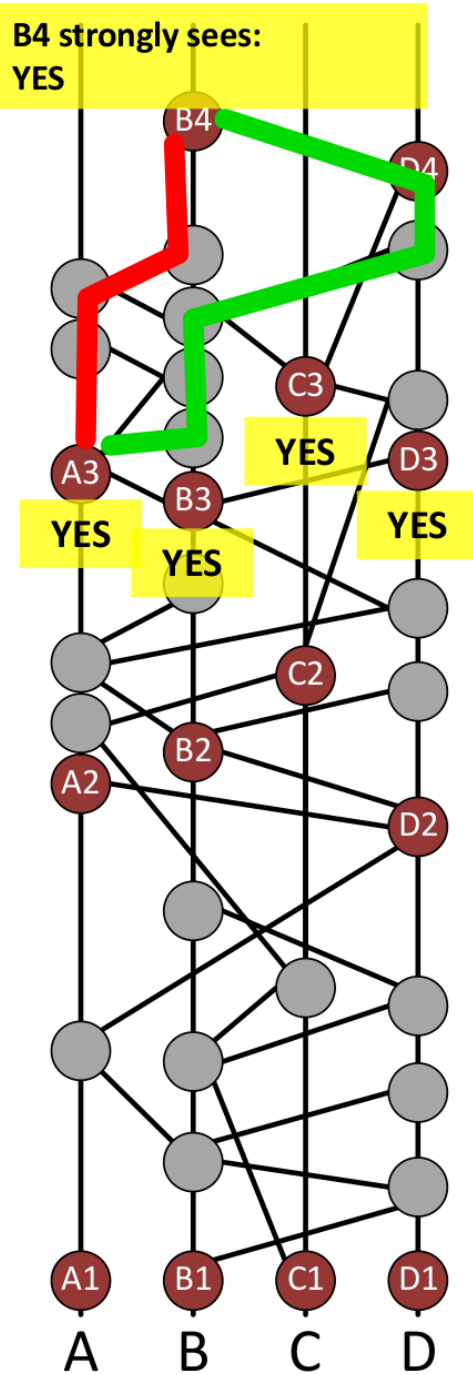 B4 strongly sees:
YES
B4
D4
C3
YES
A3
D3
B3
YES
YES
YES
C2
B2
A2
D2
A1 B1 C1 D1
A B C D